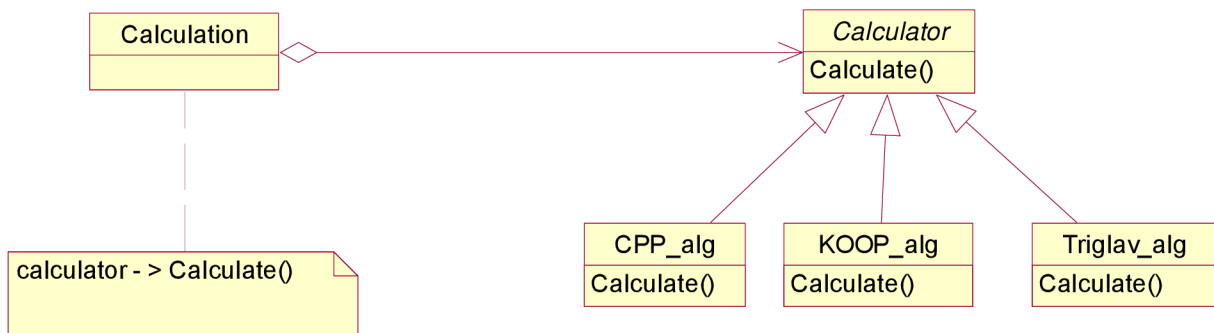 Calculation
Calculator
Calculate()
CPP_alg
Calculate()
KOOP_alg
Calculate()
Triglav_alg
Calculate()
calculator - > Calculate()